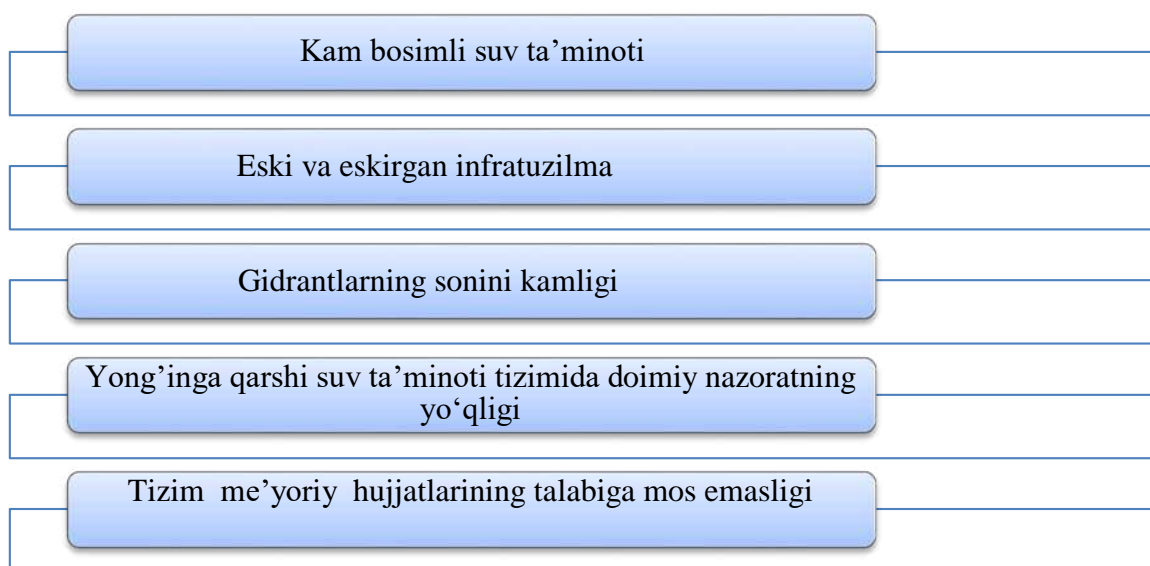 Kam bosimli suv ta’minoti
Eski va eskirgan infratuzilma
Gidrantlarning sonini kamligi
Yong’inga qarshi suv ta’minoti tizimida doimiy nazoratning
yo‘qligi
Tizim me’yoriy hujjatlarining talabiga mos emasligi